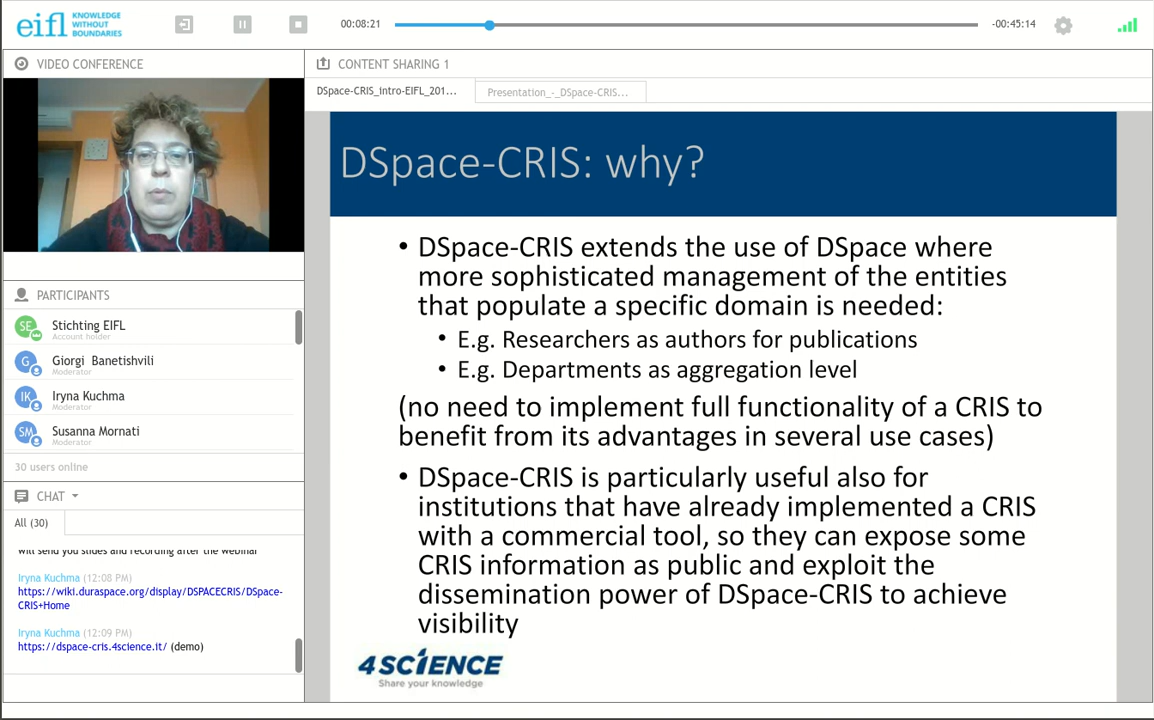 eifl KNOWLEDGE
WITHOUT
BOUNDARIES
00:08:21
-00:45:14
VIDEO CONFERENCE
CONTENT SHARING 1
DSpace-CRIS_intro-EIFL_201...
Presentation_-_DSpace-CRIS...
PARTICIPANTS
SE
Stichting EIFL
Account holder
G
Giorgi Banetishvili
Moderator
IK
Iryna Kuchma
Moderator
SM
Susanna Mornati
Moderator
30 users online
CHAT
All (30)
will send you slides and recording after the webinar
Iryna Kuchma (12:08 PM)
https://wiki.duraspace.org/display/DSPACECRIS/DSpace-
CRIS+Home
Iryna Kuchma (12:09 PM)
https://dspace-cris.4science.it/ (demo)
DSpace-CRIS: why?
• DSpace-CRIS extends the use of DSpace where
more sophisticated management of the entities
that populate a specific domain is needed:
• E.g. Researchers as authors for publications
• E.g. Departments as aggregation level
(no need to implement full functionality of a CRIS to
benefit from its advantages in several use cases)
• DSpace-CRIS is particularly useful also for
institutions that have already implemented a CRIS
with a commercial tool, so they can expose some
CRIS information as public and exploit the
dissemination power of DSpace-CRIS to achieve
visibility
4SCIENCE
Share your knowledge